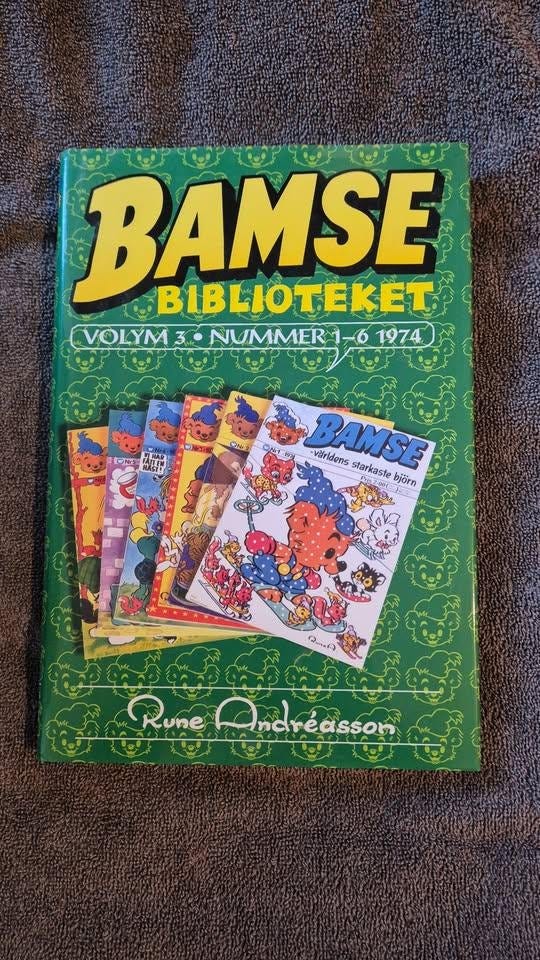 BAMSE
BIBLIOTEKET
VOLYM 3 • NUMMER 1-6 1974
BAMSE
-världens starkaste björn
VI HAR
FÅTT EN
HÄST!
Rune Andréasson